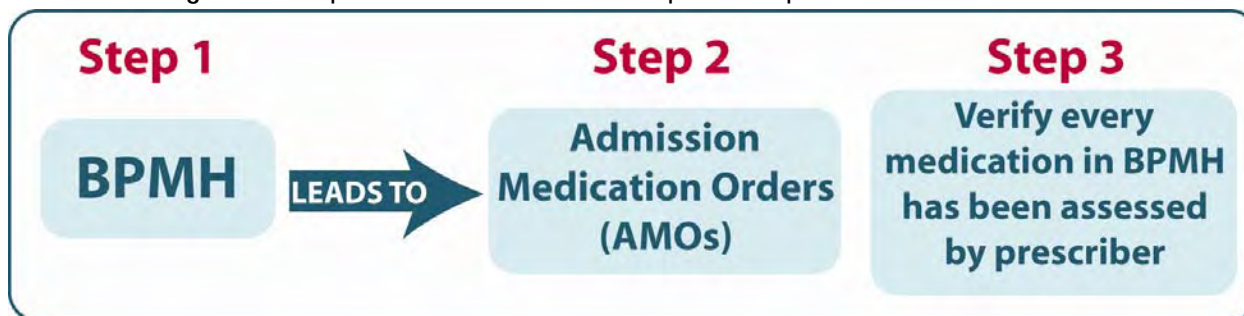 Step 1
BPMH
LEADS TO
Step 2
Admission
Medication Orders
(AMOs)
Step 3
Verify every
medication in BPMH
has been assessed
by prescriber